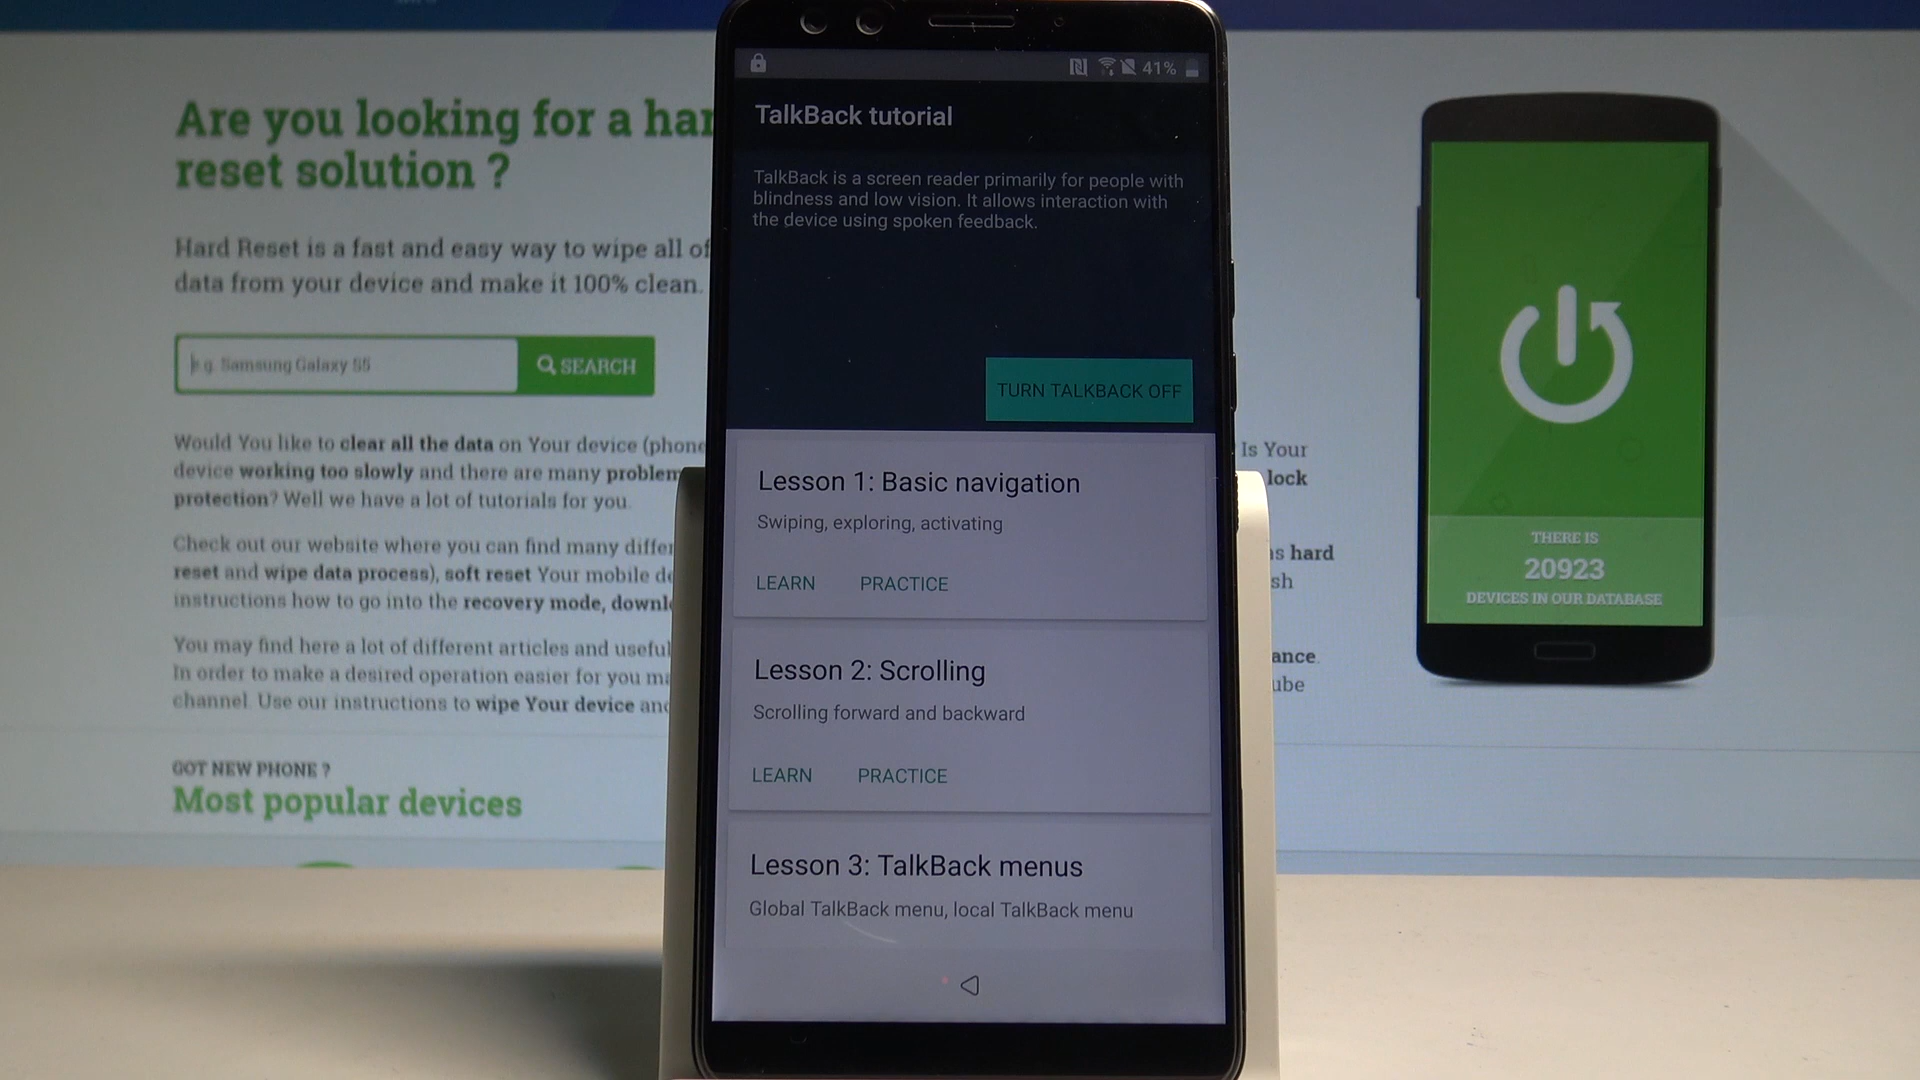 Are you looking for a har
reset solution ?
Hard Reset is a fast and easy way to wipe all of
data from your device and make it 100% clean.
e.g. Samsung Galaxy S5
SEARCH
Would You like to clear all the data on Your device (phone
device working too slowly and there are many problem
protection? Well we have a lot of tutorials for you.
Check out our website where you can find many differ
reset and wipe data process), soft reset Your mobile de
instructions how to go into the recovery mode, downl
You may find here a lot of different articles and useful
In order to make a desired operation easier for you ma
channel. Use our instructions to wipe Your device and
GOT NEW PHONE ?
Most popular devices
41%
TalkBack tutorial
TalkBack is a screen reader primarily for people with
blindness and low vision. It allows interaction with
the device using spoken feedback.
TURN TALKBACK OFF
Lesson 1: Basic navigation
Swiping, exploring, activating
LEARN PRACTICE
Lesson 2: Scrolling
Scrolling forward and backward
LEARN PRACTICE
Lesson 3: TalkBack menus
Global TalkBack menu, local TalkBack menu
Is Your
lock
s hard
sh
ance.
ube
THERE IS
20923
DEVICES IN OUR DATABASE